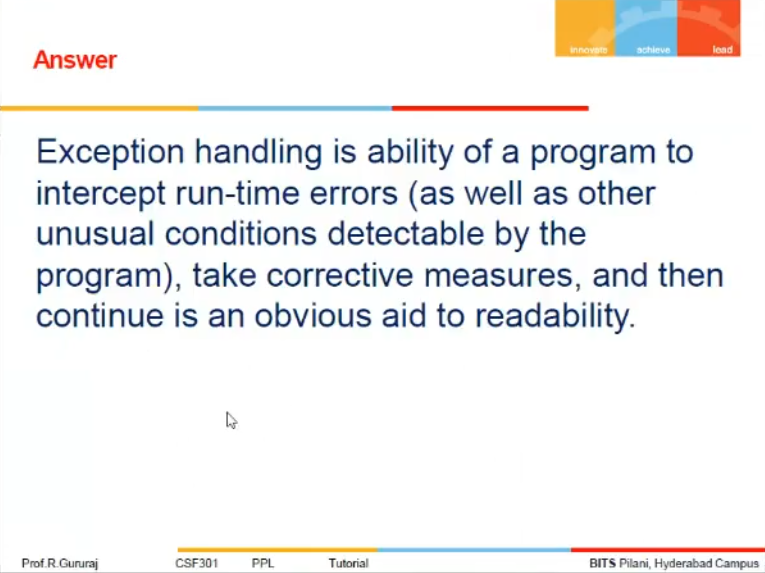 innovate achieve lead
Answer
Exception handling is ability of a program to
intercept run-time errors (as well as other
unusual conditions detectable by the
program), take corrective measures, and then
continue is an obvious aid to readability.
Prof.R.Gururaj CSF301 PPL Tutorial BITS Pilani, Hyderabad Campus